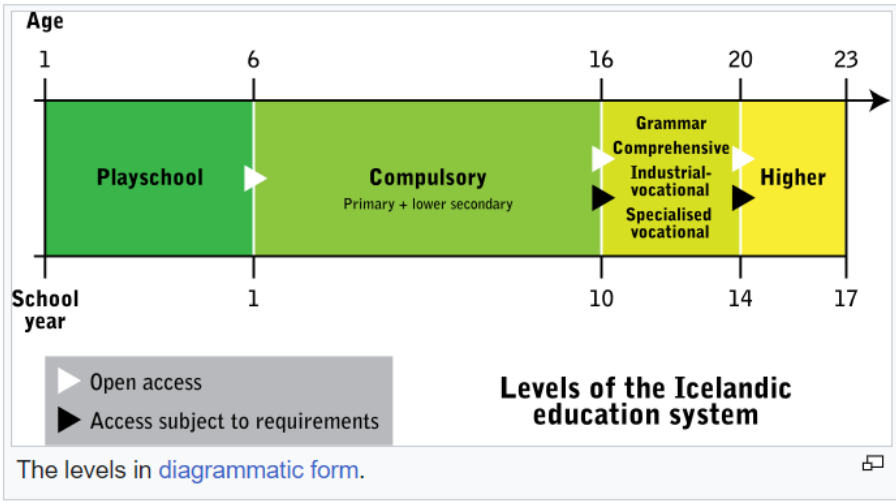 Age
1 6 16 20 23
Playschool
Compulsory
Primary + lower secondary
Grammar
Comprehensive
Industrial-
vocational
Specialised
vocational
Higher
School
year
1 10 14 17
Open access
Access subject to requirements
Levels of the Icelandic
education system
The levels in diagrammatic form.